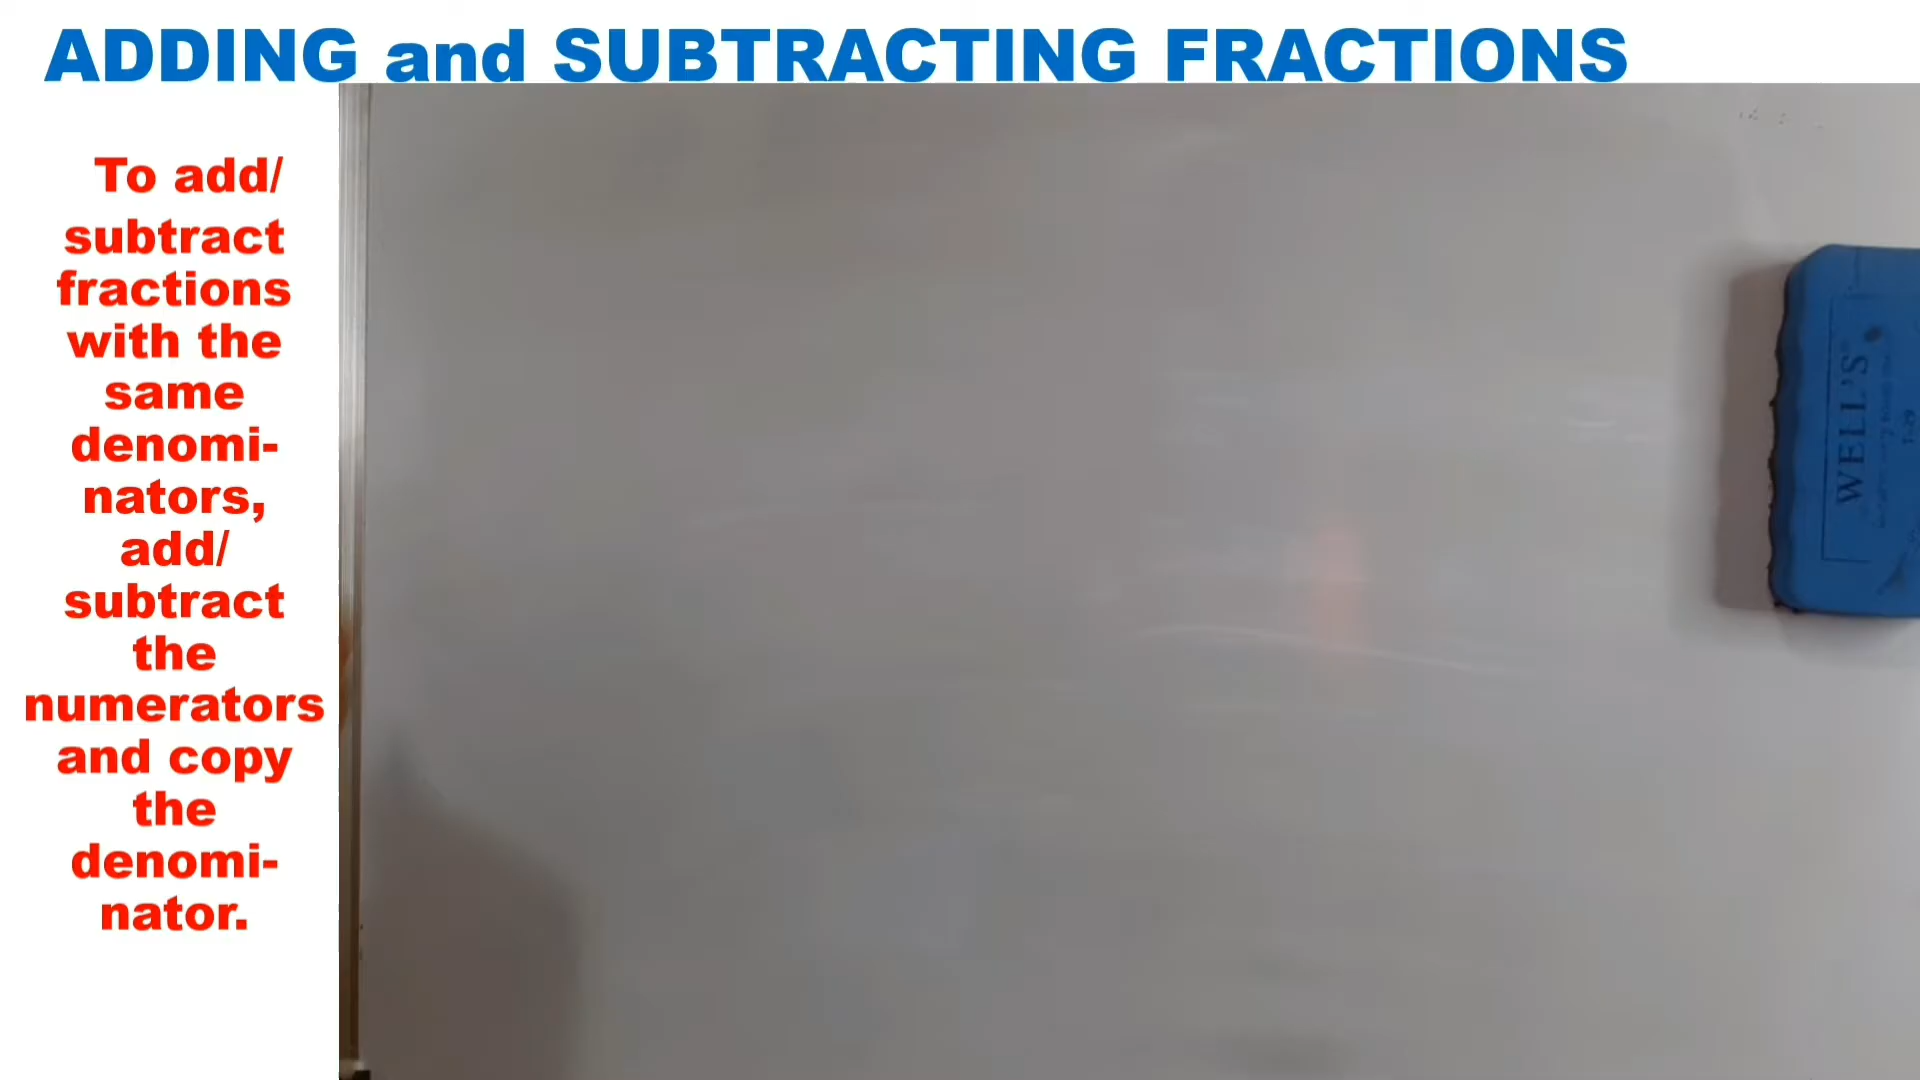 ADDING and SUBTRACTING FRACTIONS
To add/
subtract
fractions
with the
same
denomi-
nators,
add/
subtract
the
numerators
and copy
the
denomi-
nator.
WELL'S